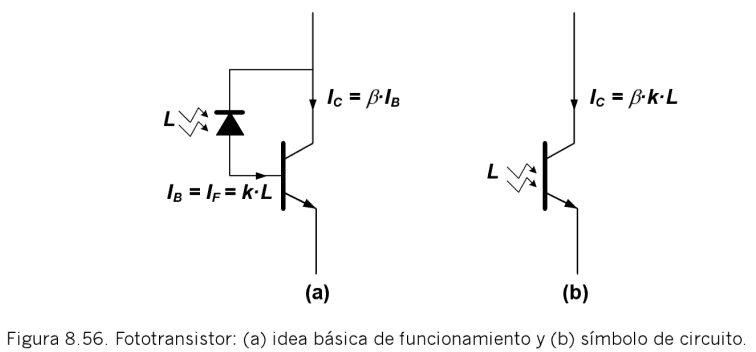 L
I_C = β·I_B
I_B = I_F = k·L
(a)
L
I_C = β·k·L
(b)
Figura 8.56. Fototransistor: (a) idea básica de funcionamiento y (b) símbolo de circuito.